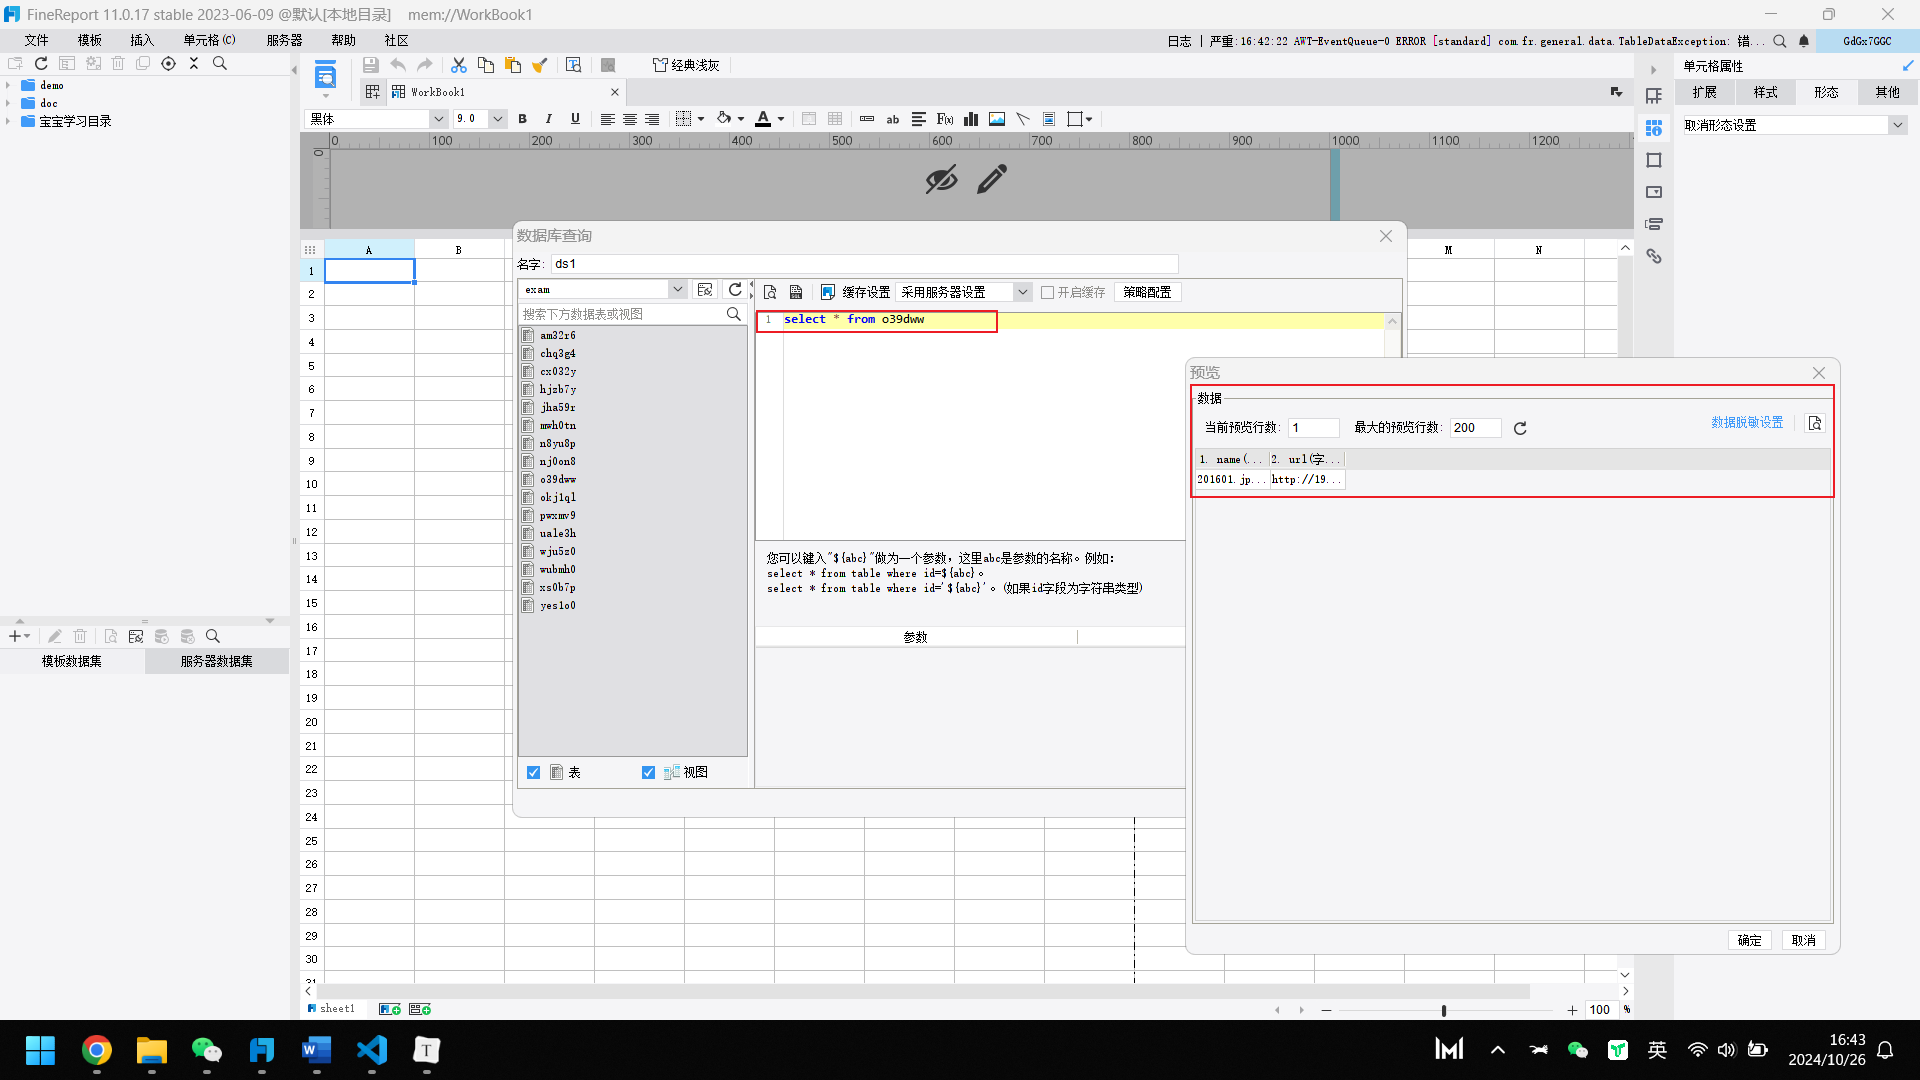 FineReport 11.0.17 stable 2023-06-09 @默认[本地目录] mem://WorkBook1
文件 模板 插入 单元格(C) 服务器 帮助 社区
日志 | 严重:16:42:22 AWT-EventQueue-0 ERROR [standard] com.fr.general.data.TableDataException: 错... GdGx7GGC
经典浅灰
WorkBook1
黑体 9.0 B I U A ab F(x)
0 100 200 300 400 500 600 700 800 900 1000 1100 1200
0
demo
doc
宝宝学习目录
模板数据集 服务器数据集
A B M N
1
2
3
4
5
6
7
8
9
10
11
12
13
14
15
16
17
18
19
20
21
22
23
24
25
26
27
28
29
30
31
数据库查询
名字: ds1
exam
搜索下方数据表或视图
am32r6
chq3g4
cx032y
hjzb7y
jha59r
mwh0tn
n8yu8p
nj0on8
o39dww
okj1ql
pwxmv9
uale3h
wju5z0
wubmh0
xs0b7p
yes1o0
表 视图
缓存设置 采用服务器设置 开启缓存 策略配置
1 select * from o39dww
您可以键入"${abc}"做为一个参数，这里abc是参数的名称。例如:
select * from table where id=${abc}。
select * from table where id='${abc}'。(如果id字段为字符串类型)
参数
预览
数据
当前预览行数: 1 最大的预览行数: 200 数据脱敏设置
1. name(... 2. url(字...
201601.jp... http://19...
确定 取消
单元格属性
扩展 样式 形态 其他
取消形态设置
sheet1
100 %
英
16:43
2024/10/26